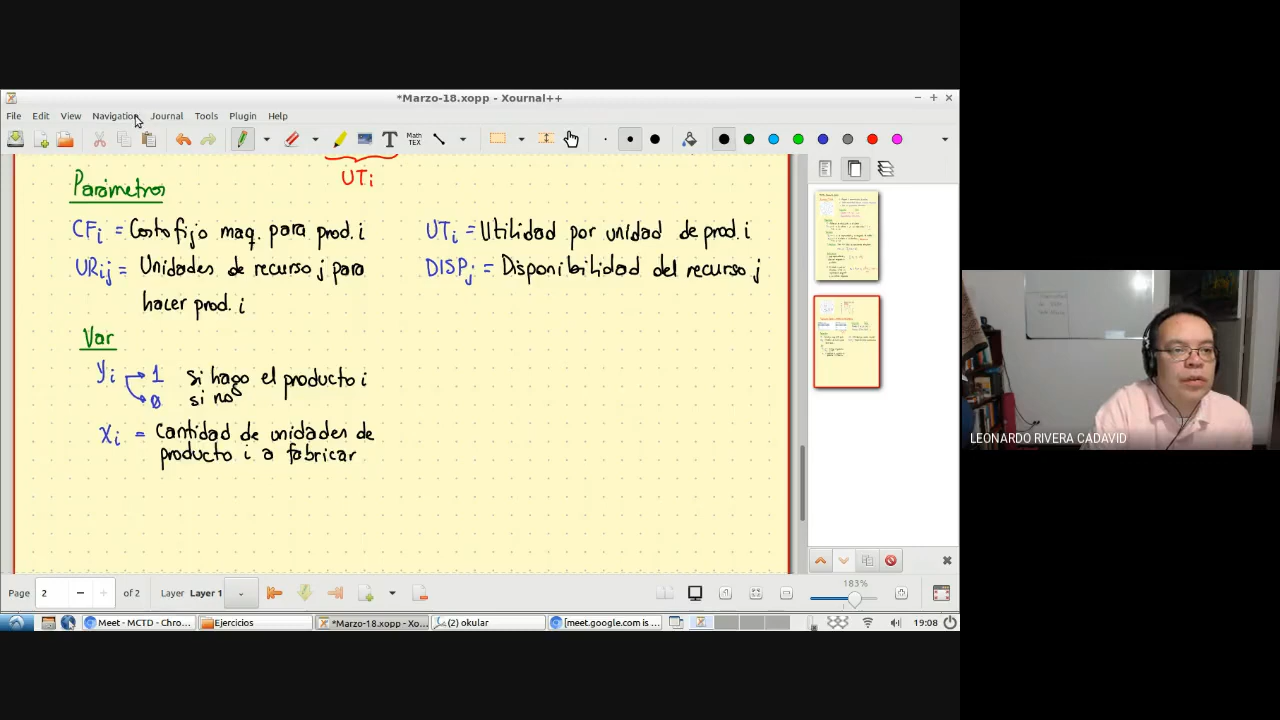 *Marzo-18.xopp - Xournal++
File Edit View Navigation Journal Tools Plugin Help
Math TEX
UTi
Parámetros
CFi = Costo fijo maq. para prod. i
UTi = Utilidad por unidad de prod. i
URij = Unidades de recurso j para
hacer prod. i
DISPj = Disponibilidad del recurso j
Var
yi 1 si hago el producto i
0 si no
Xi = Cantidad de unidades de
producto i a fabricar
LEONARDO RIVERA CADAVID
183%
Page 2 of 2 Layer Layer 1
Meet - MCTD - Chro... Ejercicios *Marzo-18.xopp - Xo... (2) okular [meet.google.com is ... 19:08